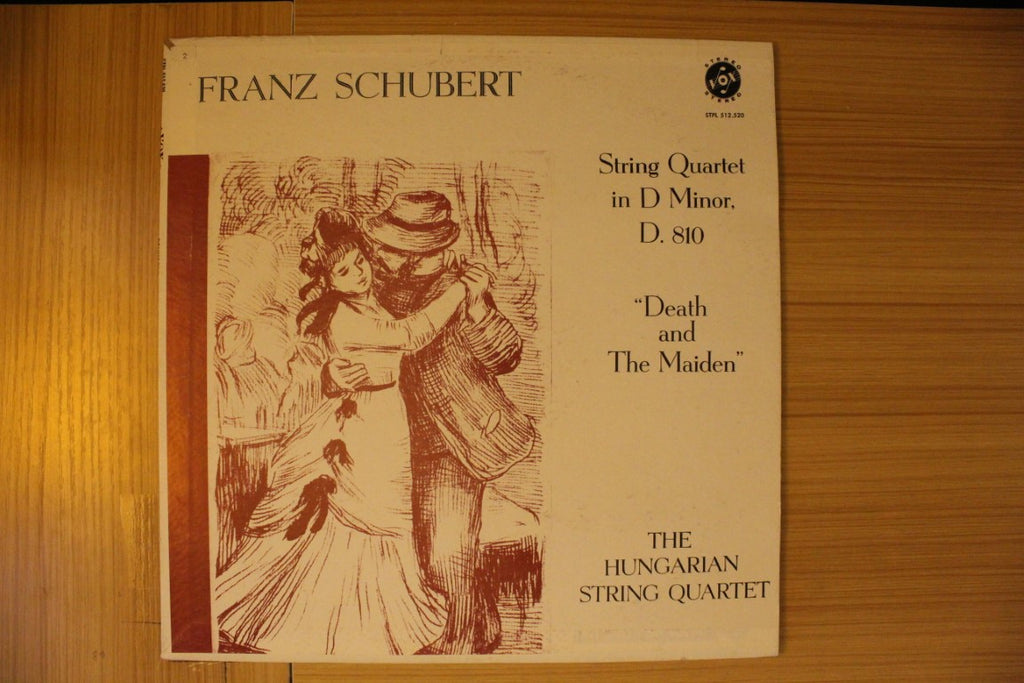 2
FRANZ SCHUBERT
STEREO
VOX
STEREO
STPL 512.520
String Quartet
in D Minor,
D. 810
“Death
and
The Maiden”
THE
HUNGARIAN
STRING QUARTET